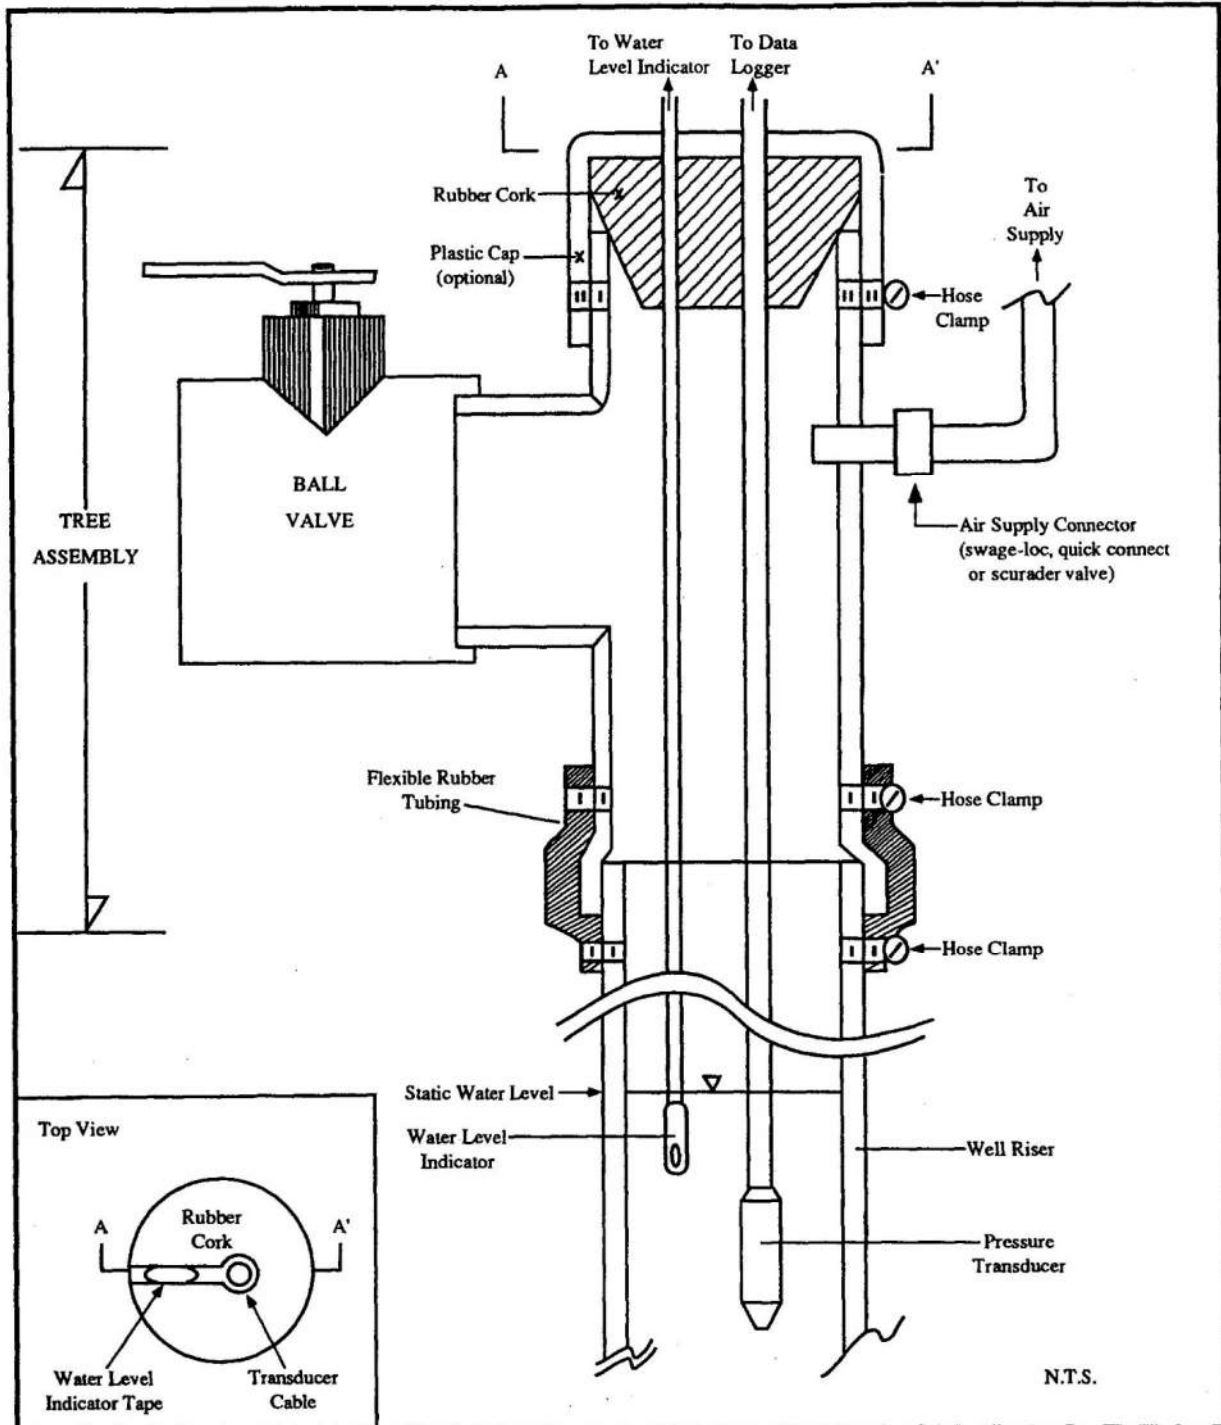 To Water
Level Indicator
To Data
Logger
A
A'
Rubber Cork
To
Air
Supply
Plastic Cap
(optional)
Hose
Clamp
BALL
VALVE
TREE
ASSEMBLY
Air Supply Connector
(swage-loc, quick connect
or scurader valve)
Flexible Rubber
Tubing
Hose Clamp
Hose Clamp
Static Water Level
Water Level
Indicator
Well Riser
Pressure
Transducer
Top View
A
Rubber
Cork
A'
Water Level
Indicator Tape
Transducer
Cable
N.T.S.